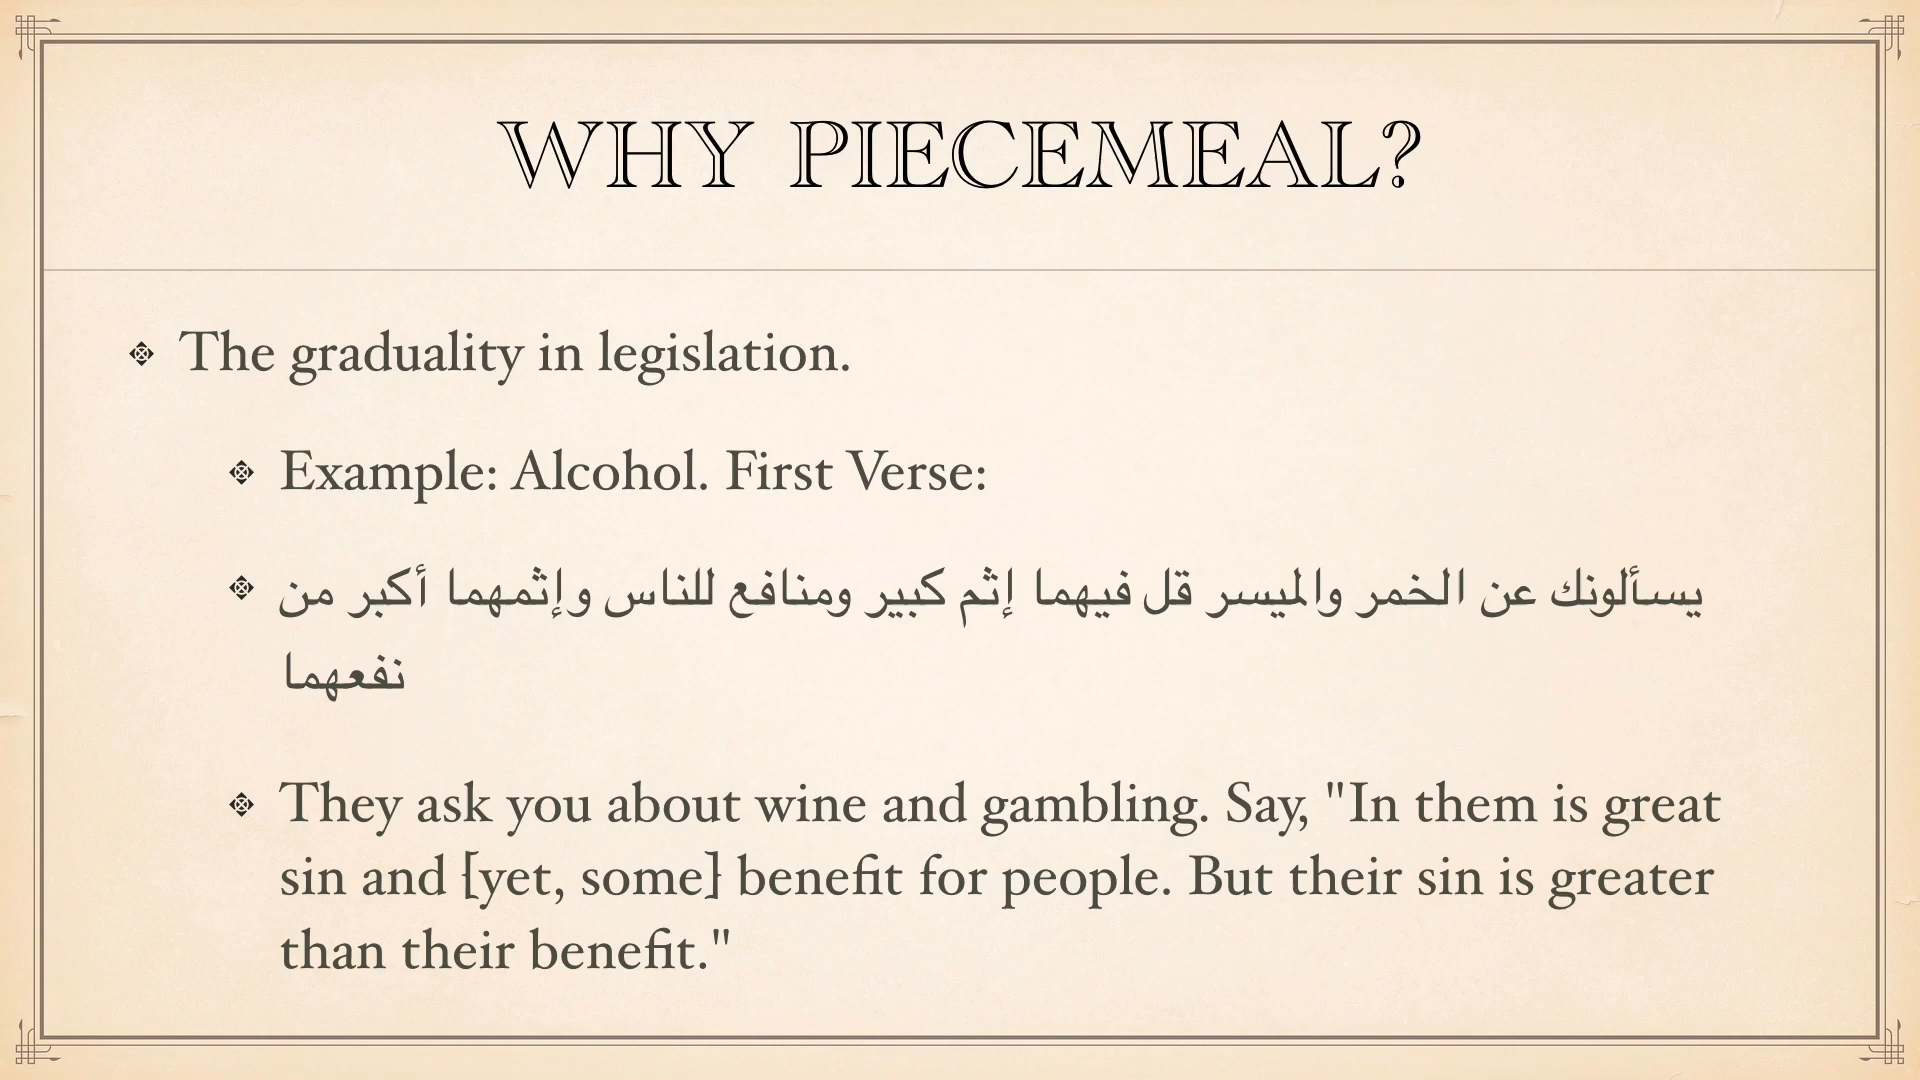 WHY PIECEMEAL?
The graduality in legislation.
Example: Alcohol. First Verse:
يسألونك عن الخمر والميسر قل فيهما إثم كبير ومنافع للناس وإثمهما أكبر من
نفعهما
They ask you about wine and gambling. Say, "In them is great
sin and [yet, some] benefit for people. But their sin is greater
than their benefit."